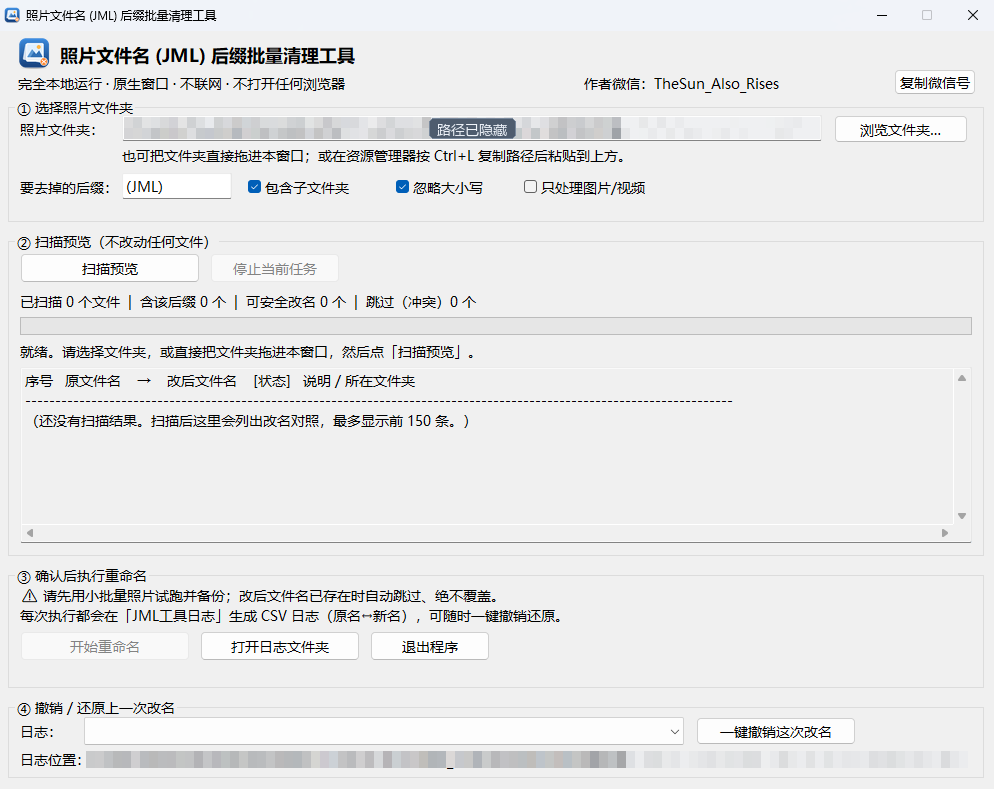 照片文件名 (JML) 后缀批量清理工具
照片文件名 (JML) 后缀批量清理工具
完全本地运行 · 原生窗口 · 不联网 · 不打开任何浏览器
作者微信：TheSun_Also_Rises
复制微信号
① 选择照片文件夹
照片文件夹：
路径已隐藏
浏览文件夹...
也可把文件夹直接拖进本窗口；或在资源管理器按 Ctrl+L 复制路径后粘贴到上方。
要去掉的后缀： (JML) 包含子文件夹 忽略大小写 只处理图片/视频
② 扫描预览（不改动任何文件）
扫描预览 停止当前任务
已扫描 0 个文件 | 含该后缀 0 个 | 可安全改名 0 个 | 跳过（冲突）0 个
就绪。请选择文件夹，或直接把文件夹拖进本窗口，然后点「扫描预览」。
序号 原文件名 → 改后文件名 [状态] 说明 / 所在文件夹
（还没有扫描结果。扫描后这里会列出改名对照，最多显示前 150 条。）
③ 确认后执行重命名
⚠ 请先用小批量照片试跑并备份；改后文件名已存在时自动跳过、绝不覆盖。
每次执行都会在「JML工具日志」生成 CSV 日志（原名↔新名），可随时一键撤销还原。
开始重命名 打开日志文件夹 退出程序
④ 撤销 / 还原上一次改名
日志： 一键撤销这次改名
日志位置：